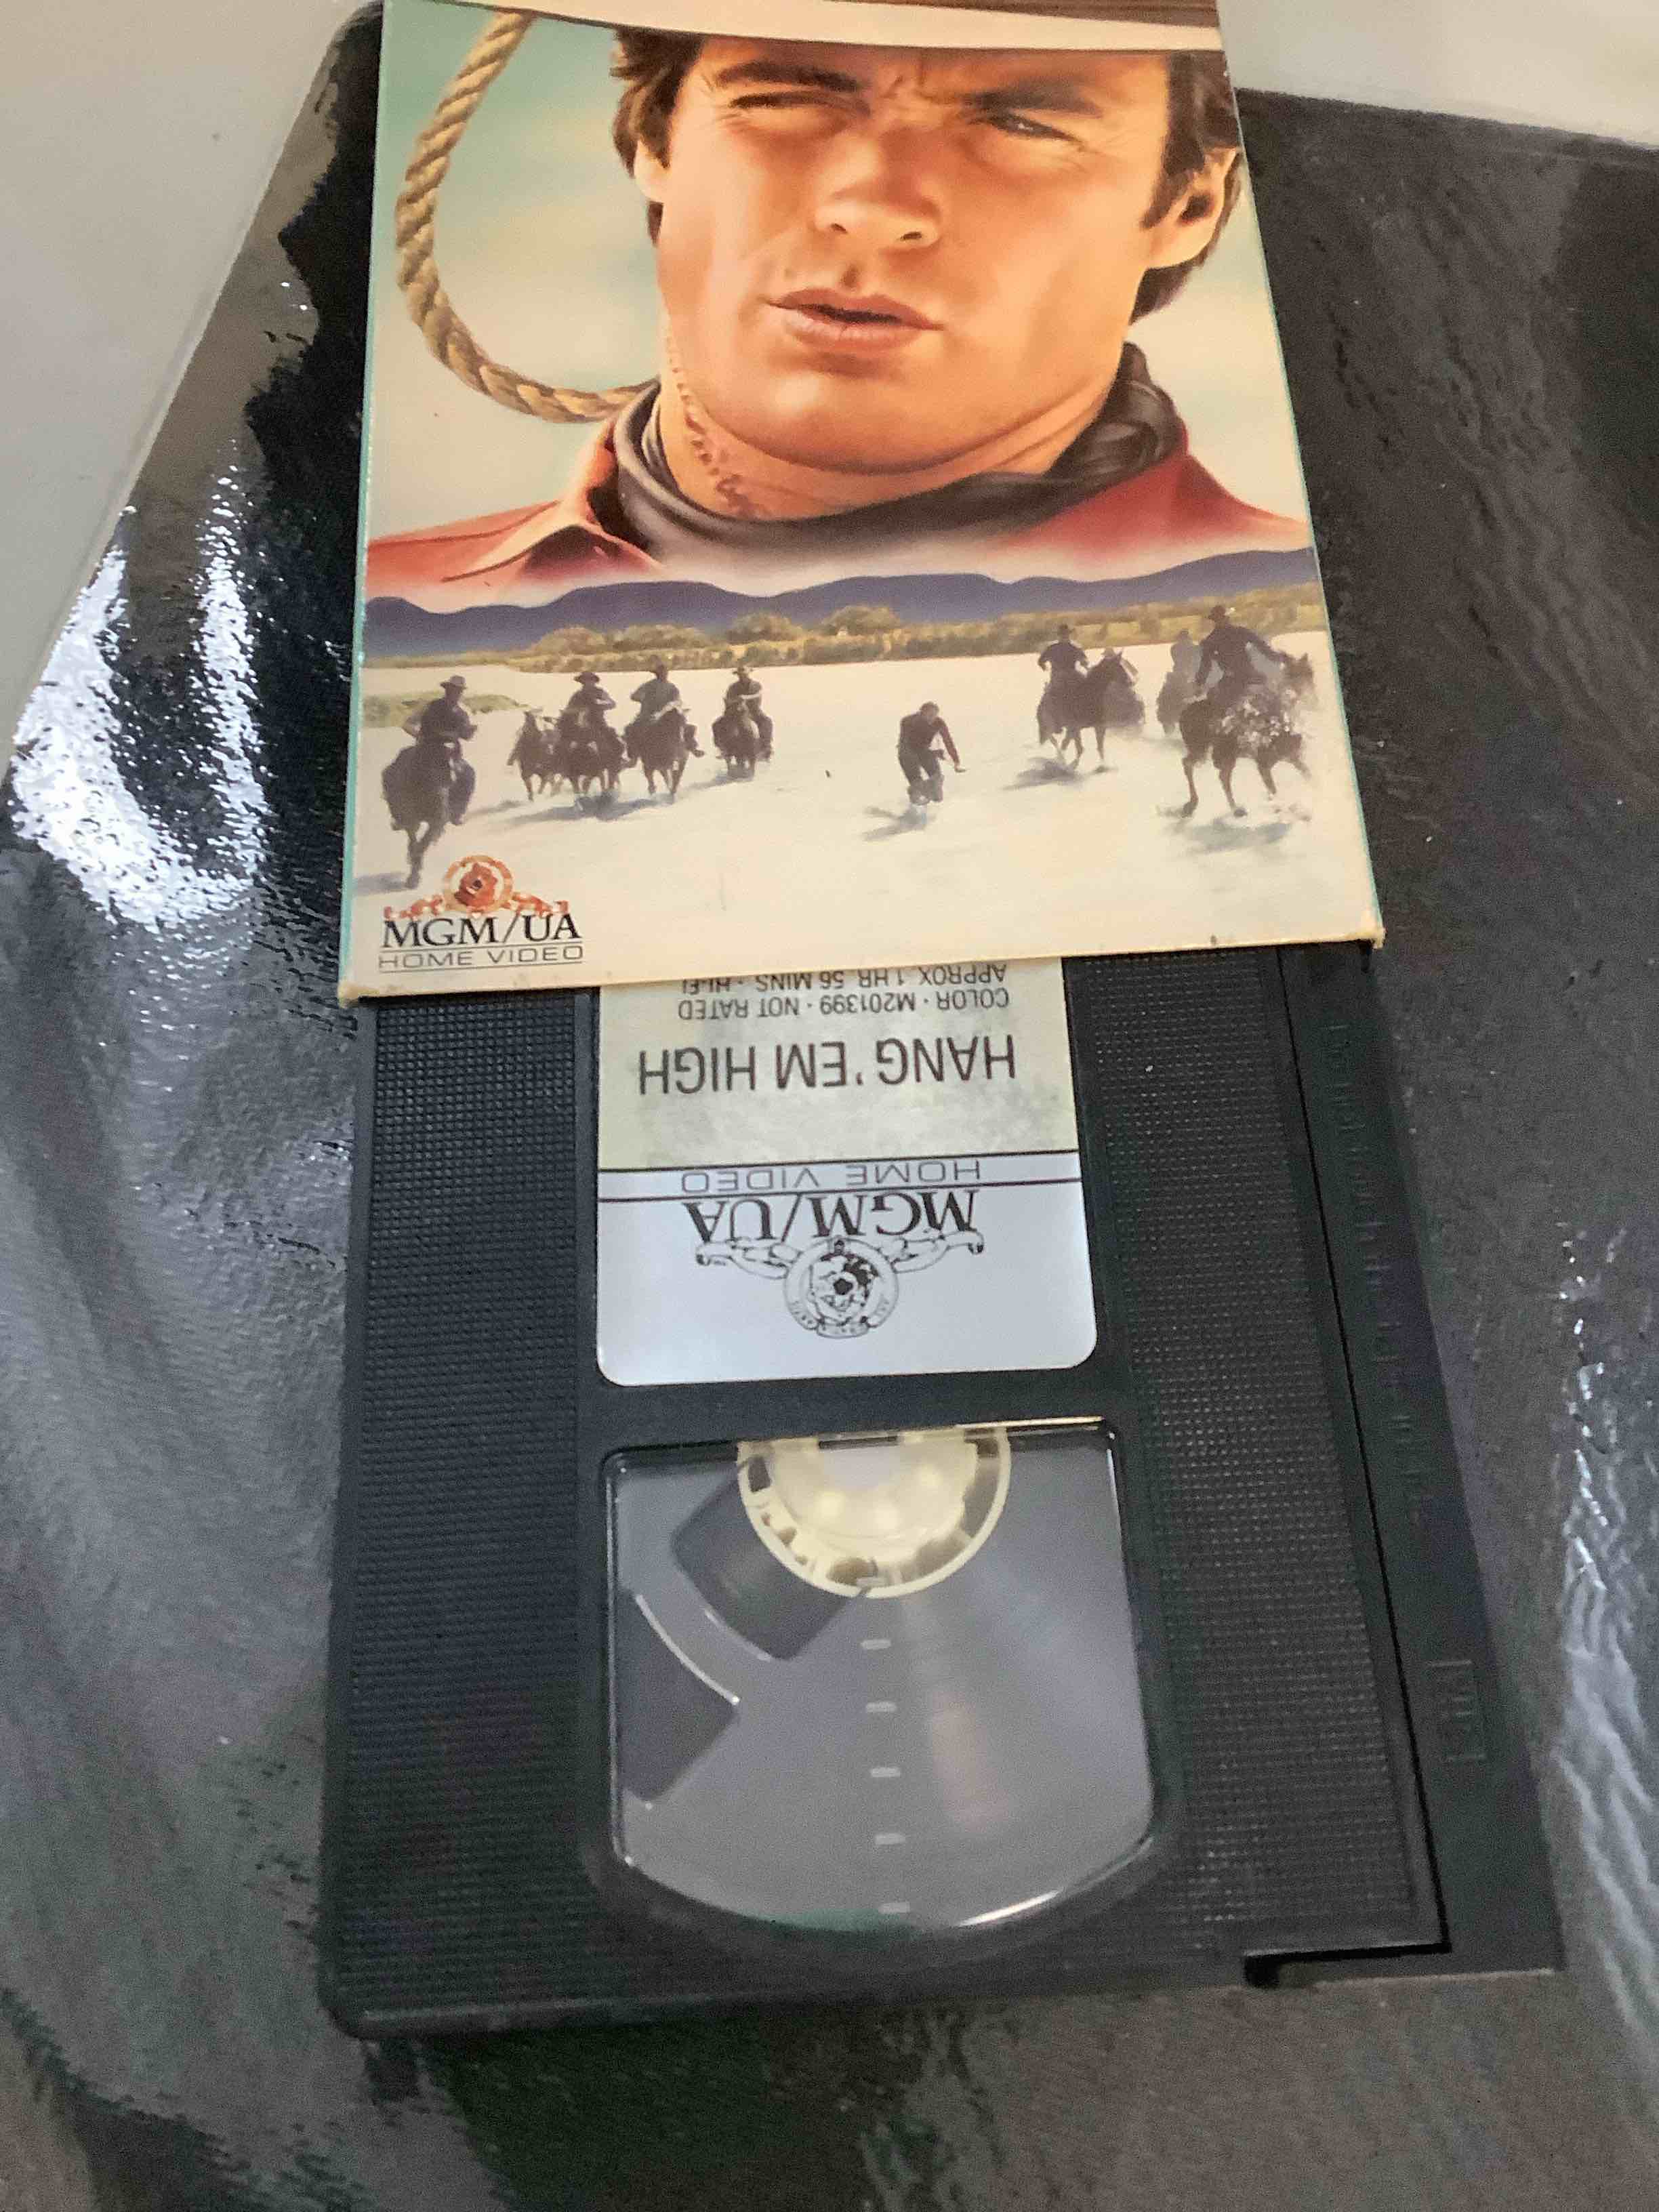 MGM/UA
HOME VIDEO
MGM/UA
HOME VIDEO
HANG 'EM HIGH
COLOR · M201399 · NOT RATED
APPROX 1 HR 56 MINS · HI-FI